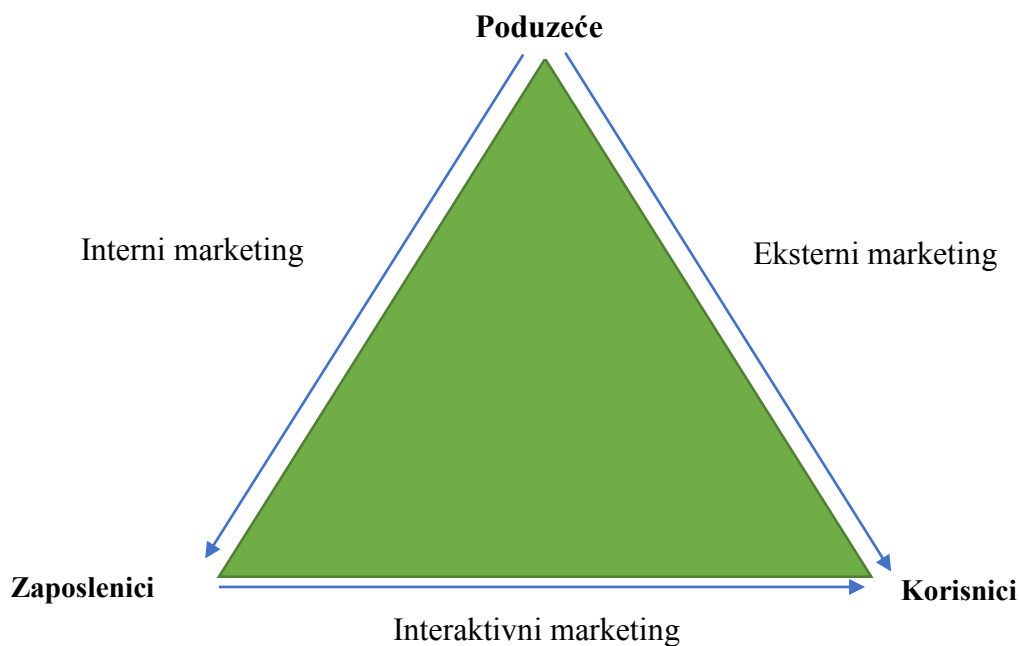 Poduzeće
Interni marketing
Eksterni marketing
Zaposlenici
Korisnici
Interaktivni marketing